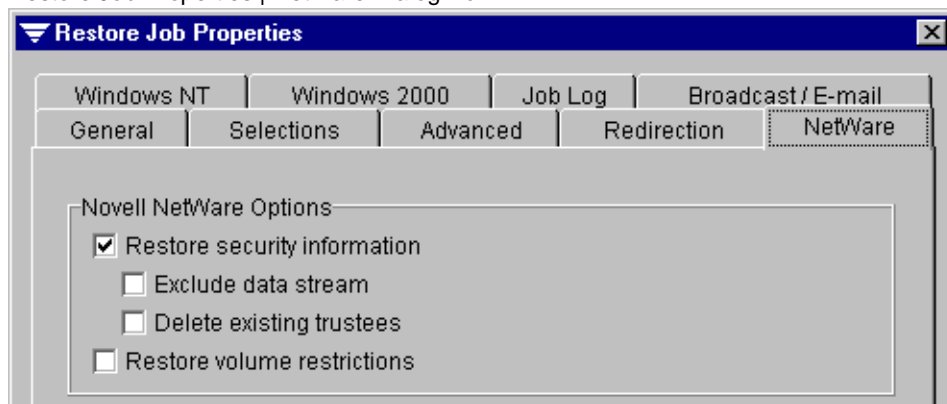 Restore Job Properties
Windows NT Windows 2000 Job Log Broadcast / E-mail
General Selections Advanced Redirection NetWare
Novell NetWare Options
Restore security information
Exclude data stream
Delete existing trustees
Restore volume restrictions